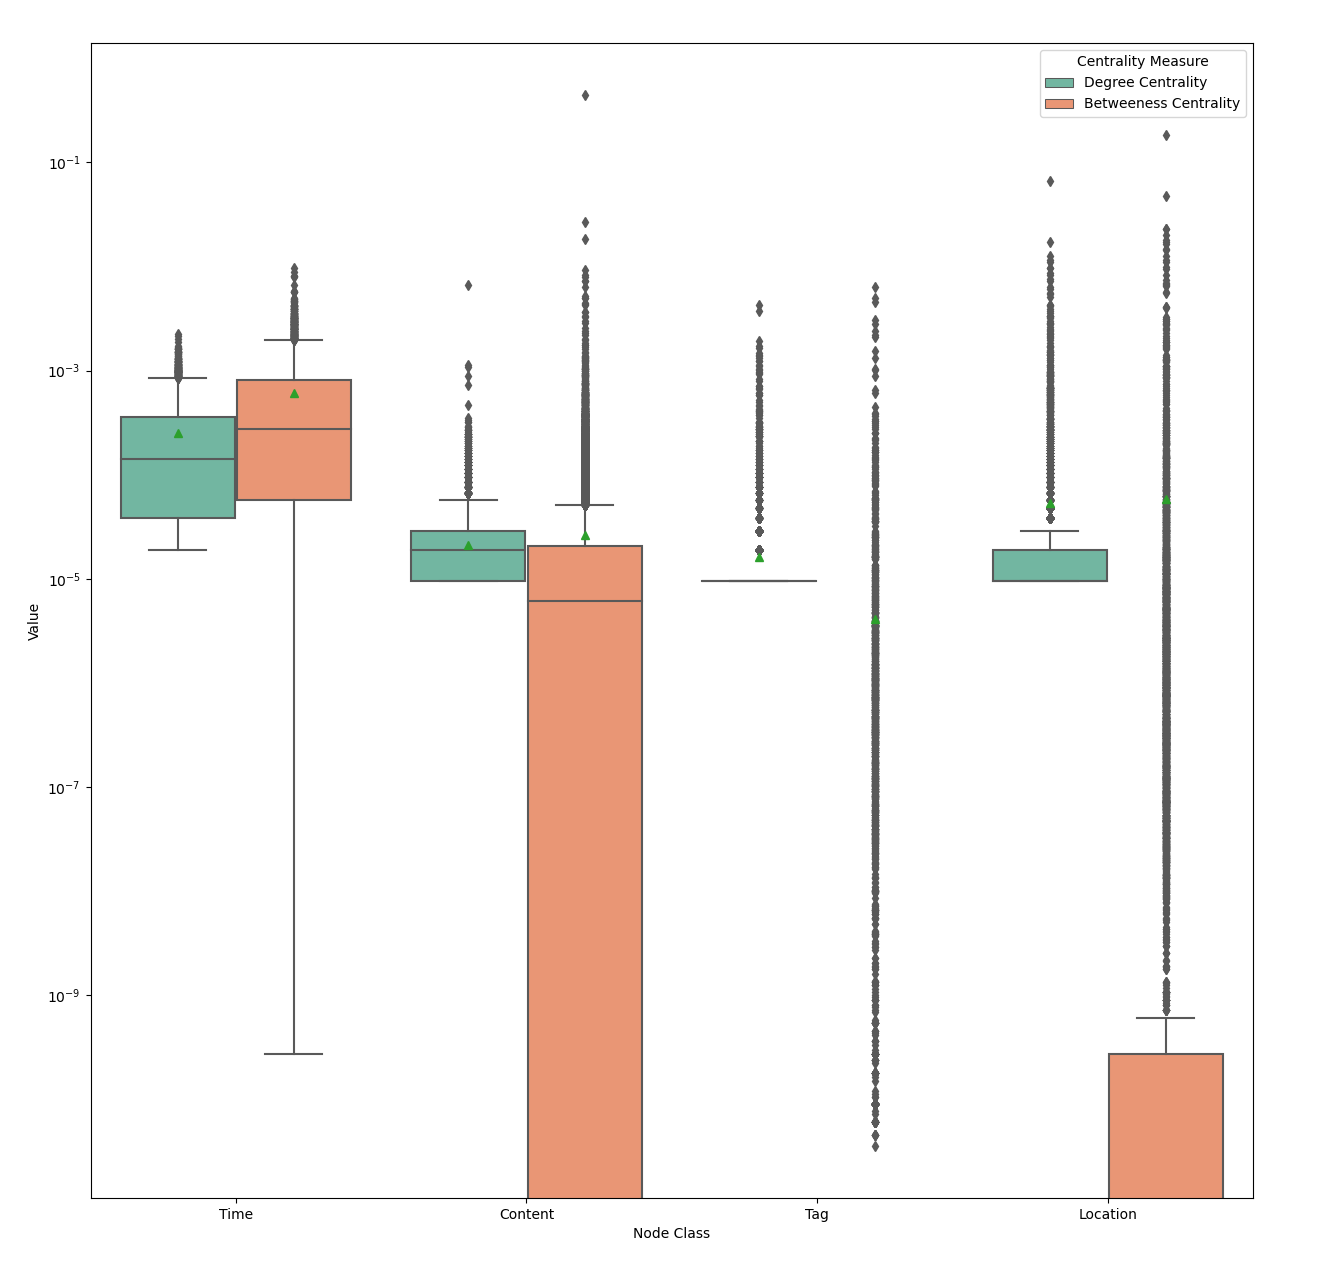 Centrality Measure
Degree Centrality
Betweeness Centrality
10⁻¹
10⁻³
10⁻⁵
10⁻⁷
10⁻⁹
Value
Time Content Tag Location
Node Class